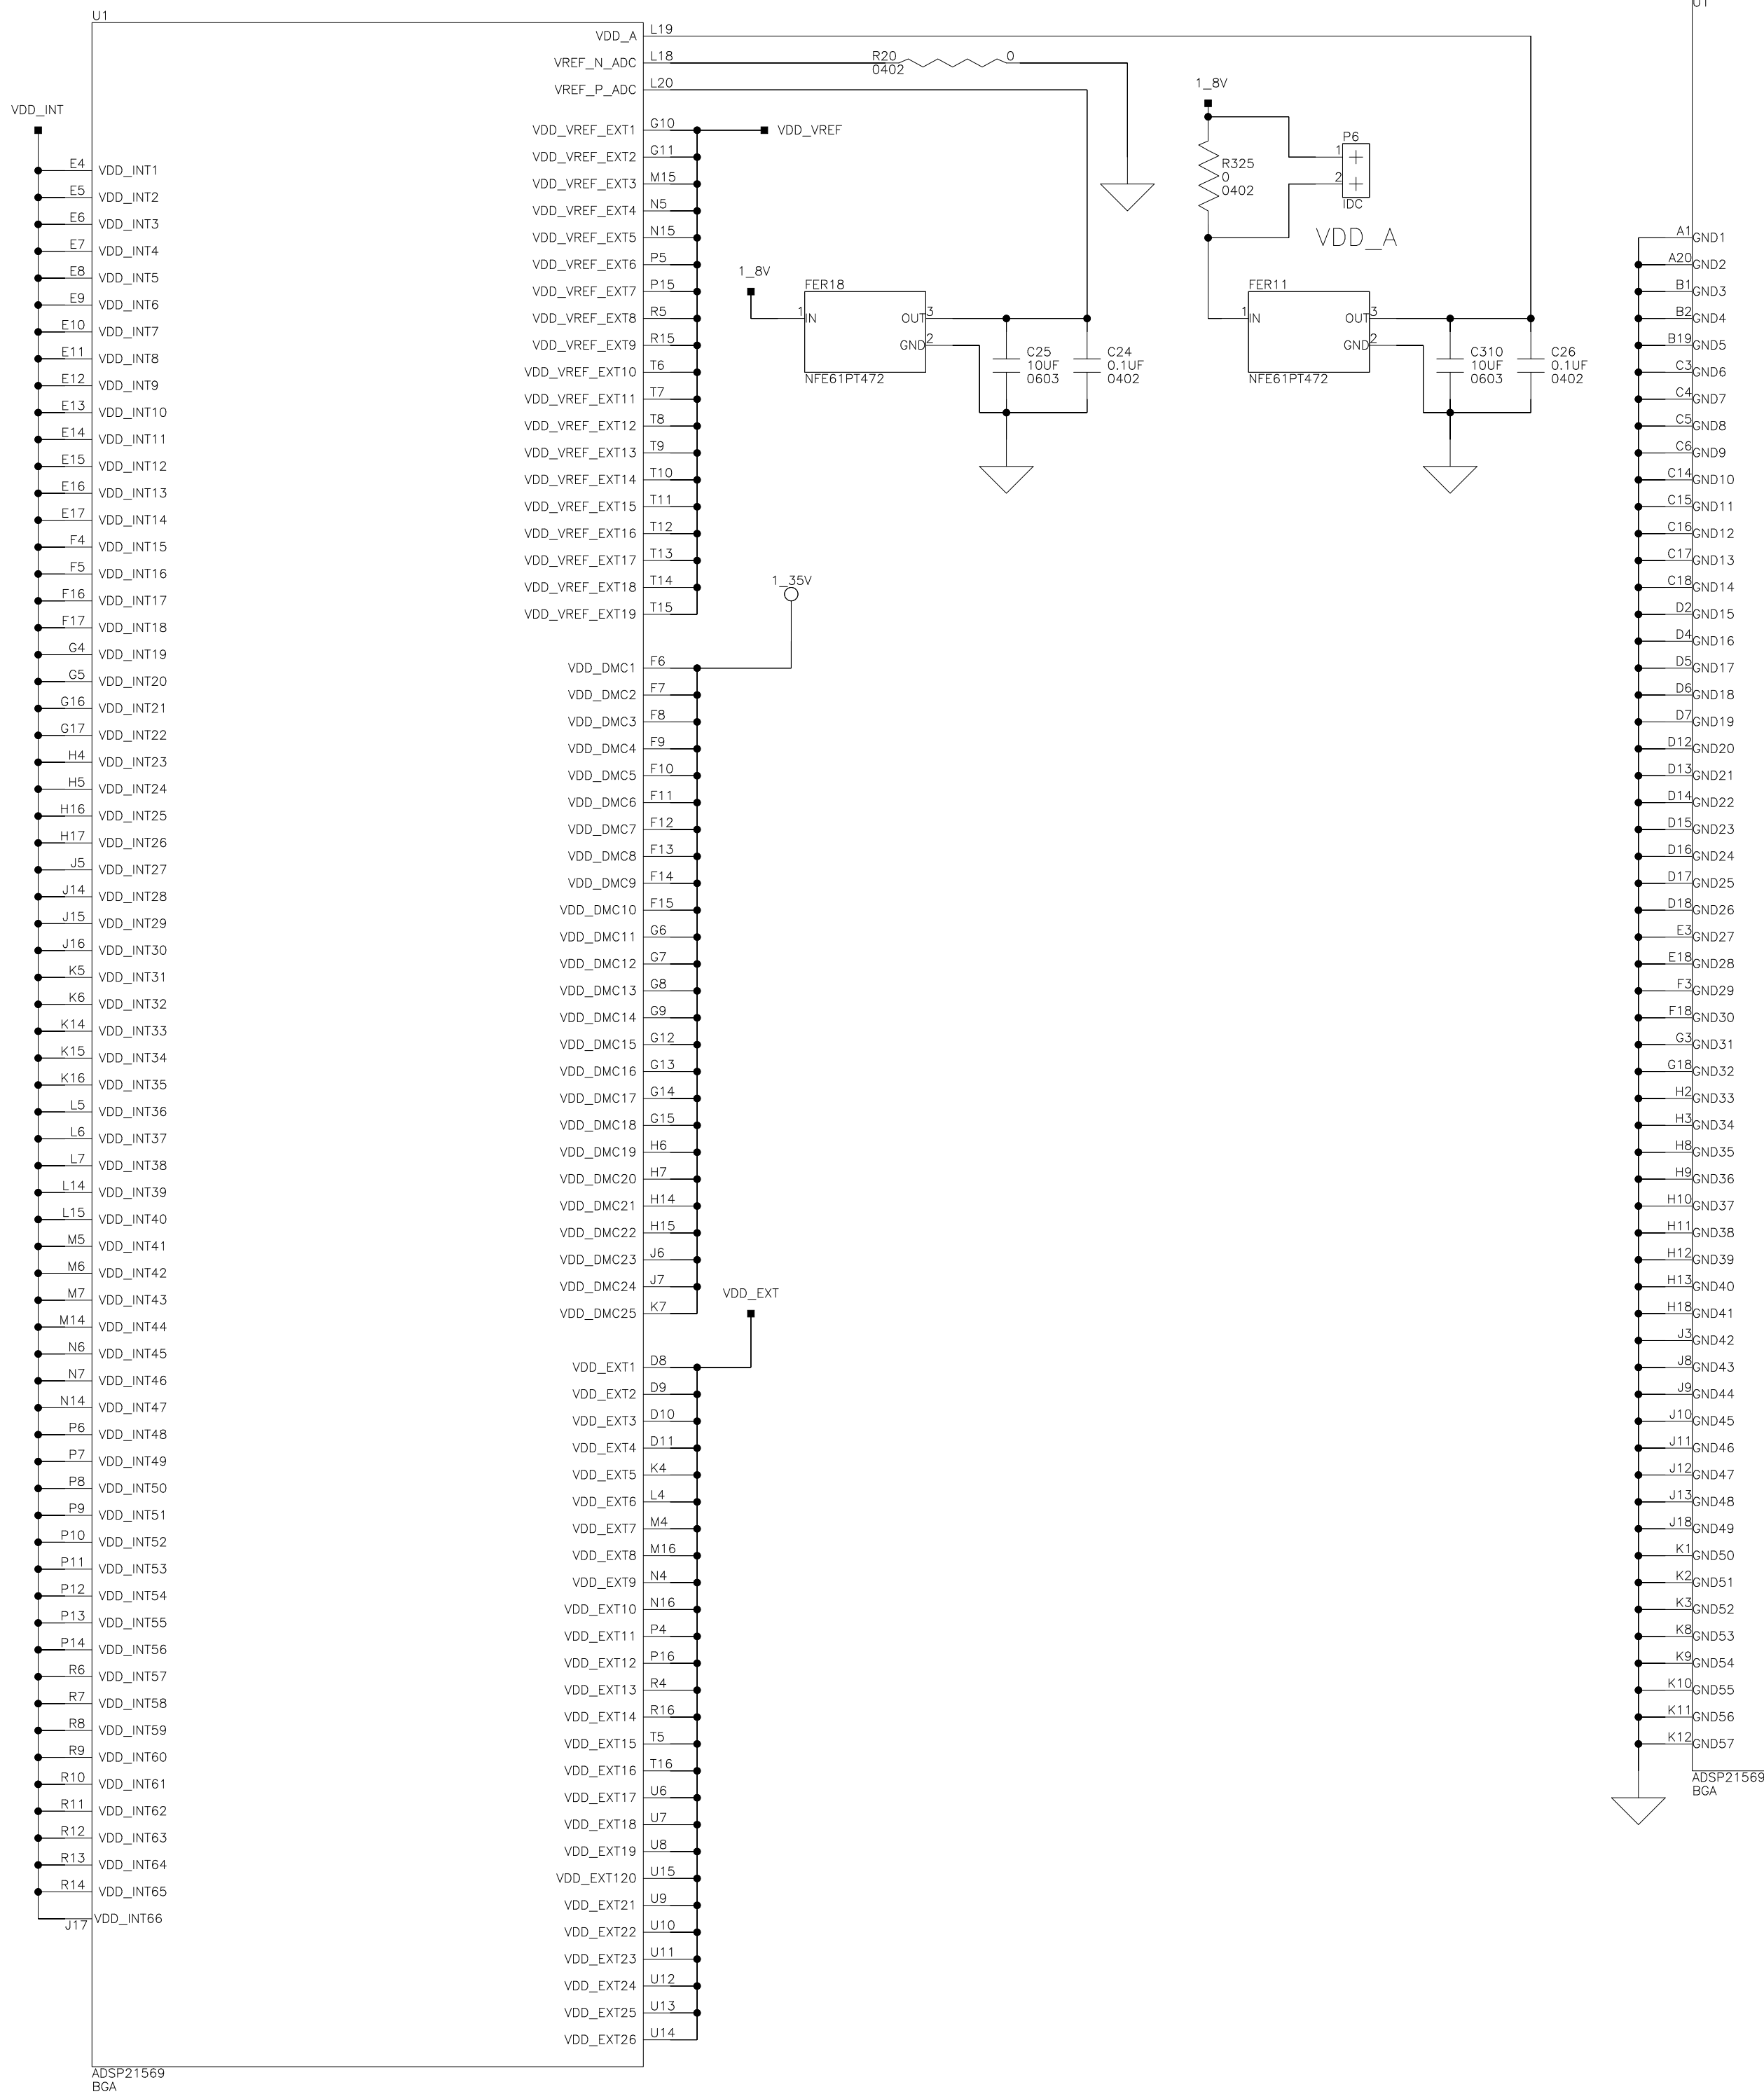 U1
VDD_INT
E4 VDD_INT1
E5 VDD_INT2
E6 VDD_INT3
E7 VDD_INT4
E8 VDD_INT5
E9 VDD_INT6
E10 VDD_INT7
E11 VDD_INT8
E12 VDD_INT9
E13 VDD_INT10
E14 VDD_INT11
E15 VDD_INT12
E16 VDD_INT13
E17 VDD_INT14
F4 VDD_INT15
F5 VDD_INT16
F16 VDD_INT17
F17 VDD_INT18
G4 VDD_INT19
G5 VDD_INT20
G16 VDD_INT21
G17 VDD_INT22
H4 VDD_INT23
H5 VDD_INT24
H16 VDD_INT25
H17 VDD_INT26
J5 VDD_INT27
J14 VDD_INT28
J15 VDD_INT29
J16 VDD_INT30
K5 VDD_INT31
K6 VDD_INT32
K14 VDD_INT33
K15 VDD_INT34
K16 VDD_INT35
L5 VDD_INT36
L6 VDD_INT37
L7 VDD_INT38
L14 VDD_INT39
L15 VDD_INT40
M5 VDD_INT41
M6 VDD_INT42
M7 VDD_INT43
M14 VDD_INT44
N6 VDD_INT45
N7 VDD_INT46
N14 VDD_INT47
P6 VDD_INT48
P7 VDD_INT49
P8 VDD_INT50
P9 VDD_INT51
P10 VDD_INT52
P11 VDD_INT53
P12 VDD_INT54
P13 VDD_INT55
P14 VDD_INT56
R6 VDD_INT57
R7 VDD_INT58
R8 VDD_INT59
R9 VDD_INT60
R10 VDD_INT61
R11 VDD_INT62
R12 VDD_INT63
R13 VDD_INT64
R14 VDD_INT65
J17 VDD_INT66
VDD_A L19
VREF_N_ADC L18
VREF_P_ADC L20
VDD_VREF_EXT1 G10
VDD_VREF_EXT2 G11
VDD_VREF_EXT3 M15
VDD_VREF_EXT4 N5
VDD_VREF_EXT5 N15
VDD_VREF_EXT6 P5
VDD_VREF_EXT7 P15
VDD_VREF_EXT8 R5
VDD_VREF_EXT9 R15
VDD_VREF_EXT10 T6
VDD_VREF_EXT11 T7
VDD_VREF_EXT12 T8
VDD_VREF_EXT13 T9
VDD_VREF_EXT14 T10
VDD_VREF_EXT15 T11
VDD_VREF_EXT16 T12
VDD_VREF_EXT17 T13
VDD_VREF_EXT18 T14
VDD_VREF_EXT19 T15
VDD_DMC1 F6
VDD_DMC2 F7
VDD_DMC3 F8
VDD_DMC4 F9
VDD_DMC5 F10
VDD_DMC6 F11
VDD_DMC7 F12
VDD_DMC8 F13
VDD_DMC9 F14
VDD_DMC10 F15
VDD_DMC11 G6
VDD_DMC12 G7
VDD_DMC13 G8
VDD_DMC14 G9
VDD_DMC15 G12
VDD_DMC16 G13
VDD_DMC17 G14
VDD_DMC18 G15
VDD_DMC19 H6
VDD_DMC20 H7
VDD_DMC21 H14
VDD_DMC22 H15
VDD_DMC23 J6
VDD_DMC24 J7
VDD_DMC25 K7
VDD_EXT1 D8
VDD_EXT2 D9
VDD_EXT3 D10
VDD_EXT4 D11
VDD_EXT5 K4
VDD_EXT6 L4
VDD_EXT7 M4
VDD_EXT8 M16
VDD_EXT9 N4
VDD_EXT10 N16
VDD_EXT11 P4
VDD_EXT12 P16
VDD_EXT13 R4
VDD_EXT14 R16
VDD_EXT15 T5
VDD_EXT16 T16
VDD_EXT17 U6
VDD_EXT18 U7
VDD_EXT19 U8
VDD_EXT120 U15
VDD_EXT21 U9
VDD_EXT22 U10
VDD_EXT23 U11
VDD_EXT24 U12
VDD_EXT25 U13
VDD_EXT26 U14
ADSP21569
BGA
R20 0
0402
VDD_VREF
1_35V
VDD_EXT
1_8V
FER18
1 IN OUT 3
GND 2
NFE61PT472
C25
10UF
0603
C24
0.1UF
0402
1_8V
R325
0
0402
P6
1
2
IDC
VDD_A
FER11
1 IN OUT 3
GND 2
NFE61PT472
C310
10UF
0603
C26
0.1UF
0402
U1
A1 GND1
A20 GND2
B1 GND3
B2 GND4
B19 GND5
C3 GND6
C4 GND7
C5 GND8
C6 GND9
C14 GND10
C15 GND11
C16 GND12
C17 GND13
C18 GND14
D2 GND15
D4 GND16
D5 GND17
D6 GND18
D7 GND19
D12 GND20
D13 GND21
D14 GND22
D15 GND23
D16 GND24
D17 GND25
D18 GND26
E3 GND27
E18 GND28
F3 GND29
F18 GND30
G3 GND31
G18 GND32
H2 GND33
H3 GND34
H8 GND35
H9 GND36
H10 GND37
H11 GND38
H12 GND39
H13 GND40
H18 GND41
J3 GND42
J8 GND43
J9 GND44
J10 GND45
J11 GND46
J12 GND47
J13 GND48
J18 GND49
K1 GND50
K2 GND51
K3 GND52
K8 GND53
K9 GND54
K10 GND55
K11 GND56
K12 GND57
ADSP21569
BGA